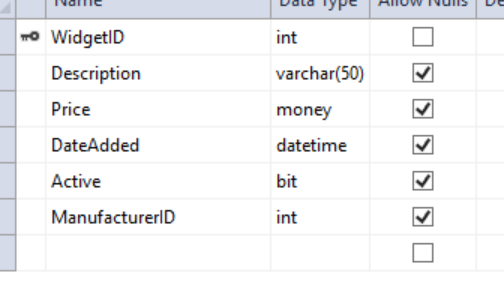 Name Data Type Allow Nulls
WidgetID int
Description varchar(50)
Price money
DateAdded datetime
Active bit
ManufacturerID int